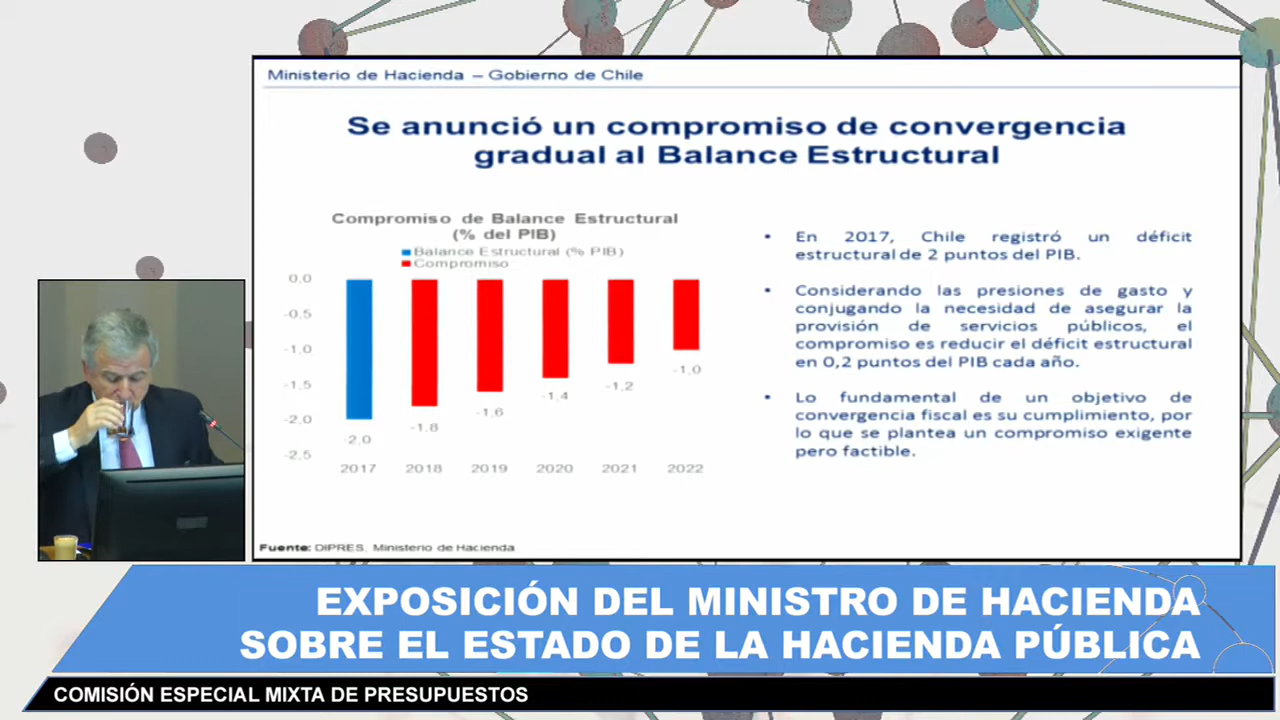 Ministerio de Hacienda – Gobierno de Chile
Se anunció un compromiso de convergencia
gradual al Balance Estructural
Compromiso de Balance Estructural
(% del PIB)
Balance Estructural (% PIB)
Compromiso
0,0
-0,5
-1,0
-1,5
-2,0
-2,5
-2,0
-1,8
-1,6
-1,4
-1,2
-1,0
2017 2018 2019 2020 2021 2022
• En 2017, Chile registró un déficit
estructural de 2 puntos del PIB.
• Considerando las presiones de gasto y
conjugando la necesidad de asegurar la
provisión de servicios públicos, el
compromiso es reducir el déficit estructural
en 0,2 puntos del PIB cada año.
• Lo fundamental de un objetivo de
convergencia fiscal es su cumplimiento, por
lo que se plantea un compromiso exigente
pero factible.
Fuente: DIPRES, Ministerio de Hacienda
EXPOSICIÓN DEL MINISTRO DE HACIENDA
SOBRE EL ESTADO DE LA HACIENDA PÚBLICA
COMISIÓN ESPECIAL MIXTA DE PRESUPUESTOS